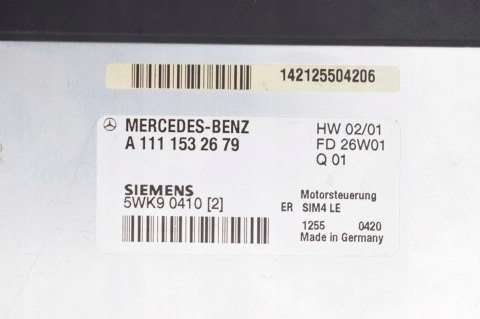 142125504206
MERCEDES-BENZ
A 111 153 26 79
HW 02/01
FD 26W01
Q 01
SIEMENS
5WK9 0410 [2]
Motorsteuerung
ER SIM4 LE
1255 0420
Made in Germany